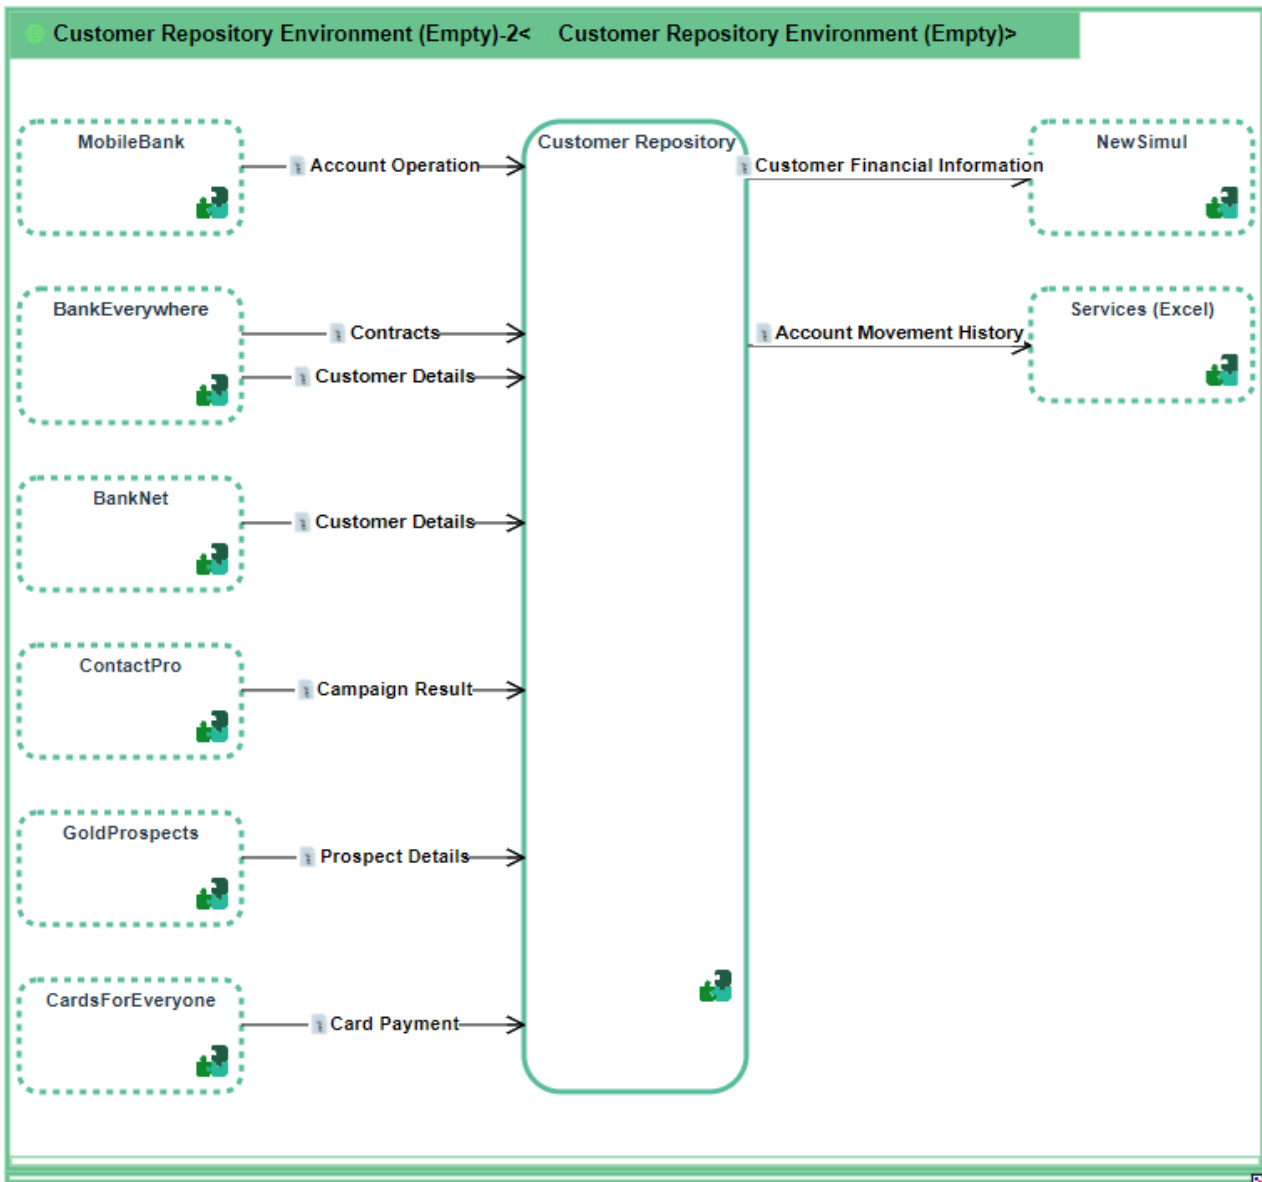 Customer Repository Environment (Empty)-2< Customer Repository Environment (Empty)>
MobileBank
Account Operation
Customer Repository
Customer Financial Information
NewSimul
BankEverywhere
Contracts
Customer Details
Account Movement History
Services (Excel)
BankNet
Customer Details
ContactPro
Campaign Result
GoldProspects
Prospect Details
CardsForEveryone
Card Payment